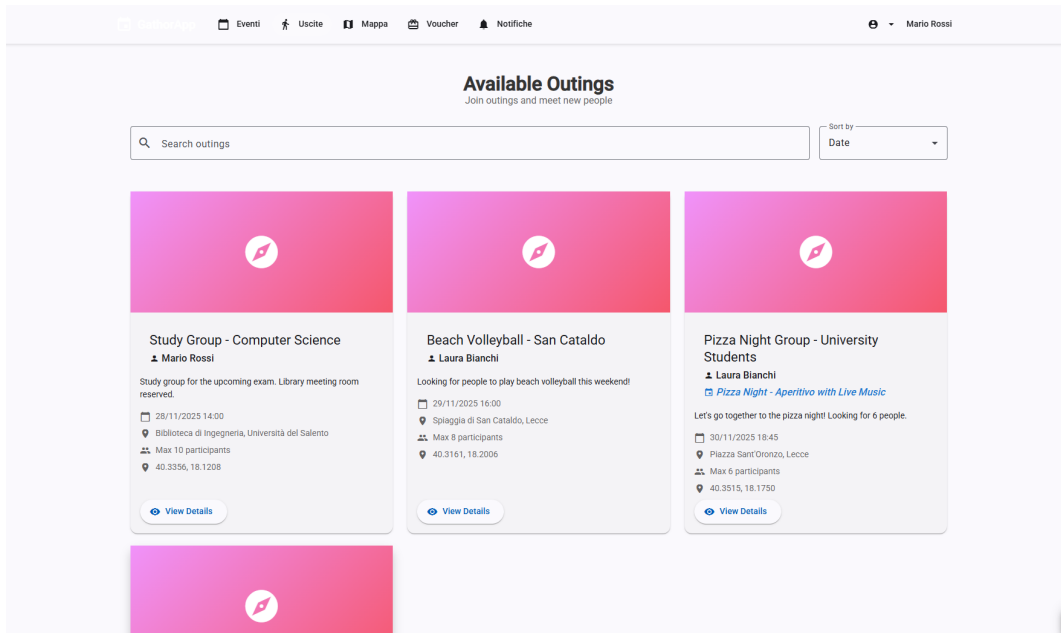 Eventi
Uscite
Mappa
Voucher
Notifiche
Mario Rossi
Available Outings
Join outings and meet new people
Search outings
Sort by
Date
Study Group - Computer Science
Mario Rossi
Study group for the upcoming exam. Library meeting room
reserved.
28/11/2025 14:00
Biblioteca di Ingegneria, Università del Salento
Max 10 participants
40.3356, 18.1208
View Details
Beach Volleyball - San Cataldo
Laura Bianchi
Looking for people to play beach volleyball this weekend!
29/11/2025 16:00
Spiaggia di San Cataldo, Lecce
Max 8 participants
40.3161, 18.2006
View Details
Pizza Night Group - University
Students
Laura Bianchi
Pizza Night - Aperitivo with Live Music
Let's go together to the pizza night! Looking for 6 people.
30/11/2025 18:45
Piazza Sant'Oronzo, Lecce
Max 6 participants
40.3515, 18.1750
View Details